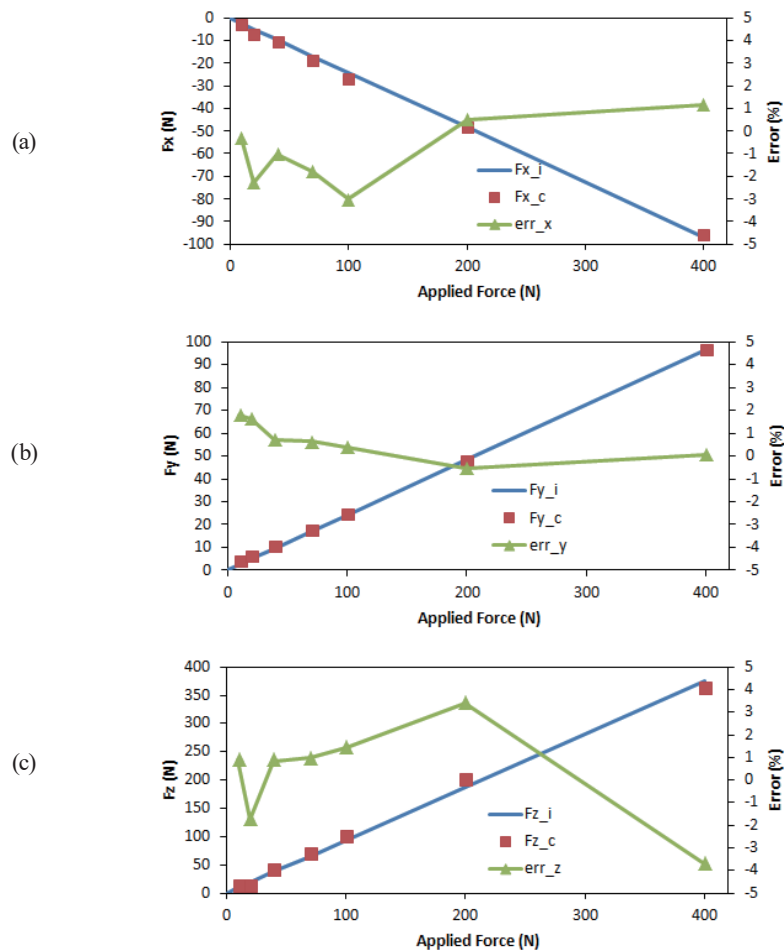 (a)
Fx (N)
0
-10
-20
-30
-40
-50
-60
-70
-80
-90
-100
Fx_i
Fx_c
err_x
5
4
3
2
1
0
-1
-2
-3
-4
-5
Error (%)
0 100 200 300 400
Applied Force (N)
(b)
Fy (N)
100
90
80
70
60
50
40
30
20
10
0
Fy_i
Fy_c
err_y
5
4
3
2
1
0
-1
-2
-3
-4
-5
Error (%)
0 100 200 300 400
Applied Force (N)
(c)
Fz (N)
400
350
300
250
200
150
100
50
0
Fz_i
Fz_c
err_z
5
4
3
2
1
0
-1
-2
-3
-4
-5
Error (%)
0 100 200 300 400
Applied Force (N)